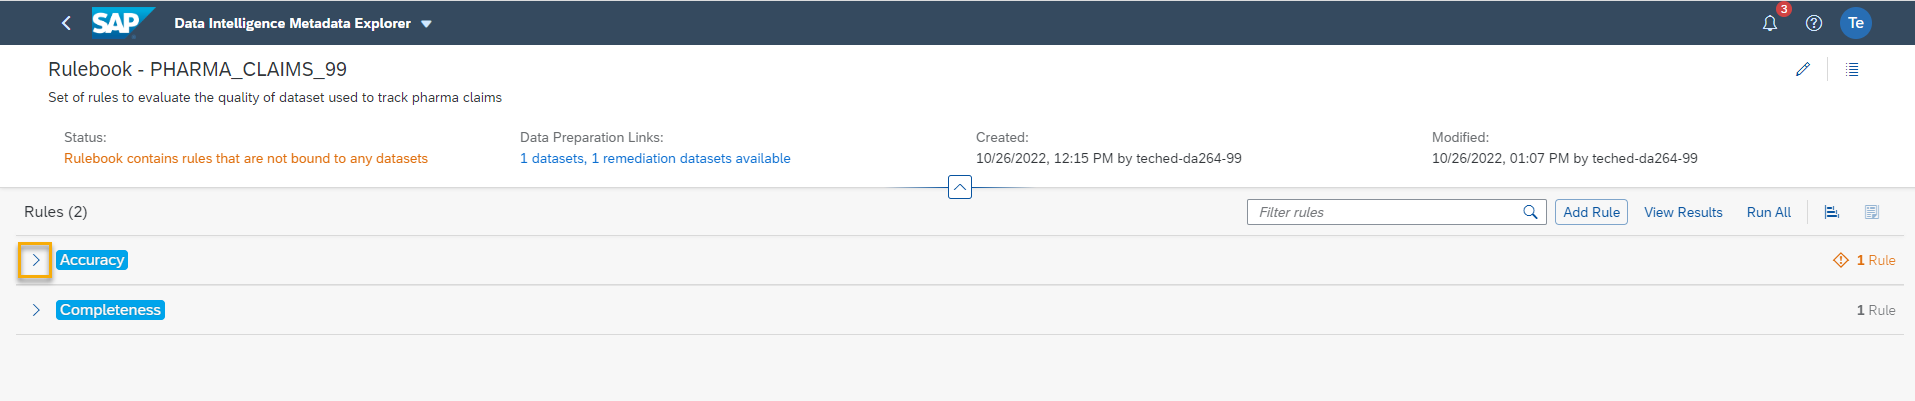 SAP Data Intelligence Metadata Explorer 3 Te
Rulebook - PHARMA_CLAIMS_99
Set of rules to evaluate the quality of dataset used to track pharma claims
Status: Data Preparation Links: Created: Modified:
Rulebook contains rules that are not bound to any datasets 1 datasets, 1 remediation datasets available 10/26/2022, 12:15 PM by teched-da264-99 10/26/2022, 01:07 PM by teched-da264-99
Rules (2) Filter rules Add Rule View Results Run All
Accuracy 1 Rule
Completeness 1 Rule